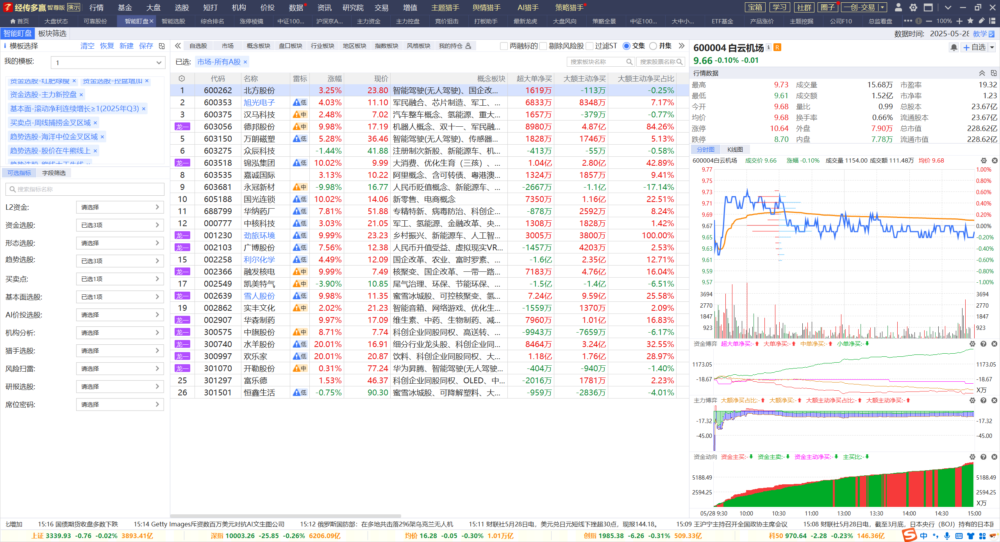 经传多赢 智尊版 演示 行情 基金 大盘 选股 短打 机构 价投 数据 资讯 研究院 交易 增值 主题猎手 舆情猎手 AI猎手 策略猎手 宝箱 学习 社群 圈子 一创-交易
首页 大盘状态 可靠股份 智能盯盘 智能选股 综合排名 涨停棱镜 中证100... 沪深京A... 主力资金 主力控盘 竞价狙击 打板助手 最新龙虎 大盘风向 策略全景 中证100... 大中小... ETF基金 产品涨价 主题挖掘 公司F10 总监看盘 100%
智能盯盘 板块筛选 数据时间: 2025-05-28 教学
模板选择 清空 恢复 新建 保存
我的模板: 1
资金选股-红肥绿瘦 × 资金选股-控盘增加 ×
资金选股-主力新控盘 ×
基本面-滚动净利连续增长≥1(2025年Q3) ×
买卖点-周线捕捞金叉区域 ×
趋势选股-海洋中位金叉区域 ×
趋势选股-股价在牛熊线上 ×
可选指标 字段筛选
搜索指标名称
L2资金: 请选择
资金选股: 已选3项
形态选股: 请选择
趋势选股: 已选3项
买卖点: 已选1项
基本面选股: 已选1项
AI价投选股: 请选择
机构分析: 请选择
猎手选股: 请选择
风险扫雷: 请选择
研报选股: 请选择
席位密码: 请选择
自选股 市场 概念板块 盘口板块 行业板块 地区板块 指数板块 风格板块 我的持仓 两融标的 剔除风险股 过滤ST 交集 并集
已选: 市场-所有A股 × 搜索板块名称 搜索股票名称
代码 名称 雷标 涨幅 现价 概念板块 超大单净买 大额主动净买 大额主动净买占比
1 600262 北方股份 3.25% 23.80 智能驾驶(无人驾驶)、国企改... 1619万 -113万 -0.25%
2 600353 旭光电子 低 4.03% 11.10 军民融合、芯片制造、军工、... 6833万 8348万 7.17%
3 600375 汉马科技 中 2.48% 7.02 汽车整车概念、氢能源、重大... 1657万 -379万 -0.77%
龙一 603056 德邦股份 中 9.98% 17.19 机器人概念、双十一、军民融... 8980万 4.87亿 84.26%
5 603150 万朗磁塑 低 5.28% 36.46 智能驾驶(无人驾驶)、传感器... 1828万 1746万 5.13%
6 603275 众辰科技 -1.44% 41.88 注册制次新股、新能源车、机... -413万 -55万 -0.58%
龙一 603518 锦泓集团 低 10.02% 9.99 大消费、优化生育（三孩）、... 1.04亿 2.80亿 42.89%
8 603535 嘉诚国际 3.13% 10.22 阿里概念、含可转债、粤港澳... 1324万 1857万 9.41%
9 603681 永冠新材 中 -9.98% 16.77 人民币贬值概念、新能源车、... -2667万 -1.1亿 -17.14%
10 605188 国光连锁 低 10.02% 14.06 新零售、电商概念 7350万 1.16亿 22.51%
11 688799 华纳药厂 低 7.81% 51.88 专精特新、病毒防治、科创企... -878万 2592万 8.24%
12 000777 中核科技 低 3.03% 21.05 军工、氢能源、金融改革、央... 1308万 1828万 1.42%
龙一 001230 劲旅环境 低 9.99% 23.23 乡村振兴、新能源车、人工智... 3005万 3800万 100.00%
龙一 002103 广博股份 低 7.56% 12.38 人民币升值受益、虚拟现实VR... -1457万 4203万 2.53%
15 002258 利尔化学 低 4.49% 12.09 国企改革、农业、富时罗素、... -1.6亿 2.35亿 12.71%
龙一 002366 融发核电 中 9.99% 7.49 核聚变、国企改革、一带一路... 7183万 4.76亿 16.04%
17 002549 凯美特气 中 -3.90% 10.85 尾气治理、环保、节能环保、... -1.5亿 -1.4亿 -6.51%
龙一 002639 雪人股份 低 9.98% 11.35 蜜雪冰城股、可控核聚变、氢... 7.24亿 9.59亿 25.58%
19 002862 实丰文化 中 2.02% 21.23 智能音箱、网络游戏、优化生... -1559万 1370万 2.09%
龙一 002907 华森制药 9.97% 17.09 维生素、中药、生物制药、减... 7960万 1.01亿 16.83%
龙一 300575 中旗股份 中 8.71% 7.74 科创企业同股同权、高送转、... -9943万 -7659万 -6.17%
龙一 300740 水羊股份 低 20.01% 16.91 细分行业龙头股、科创企业同... 8464万 3.24亿 32.55%
龙一 300997 欢乐家 低 20.01% 20.87 饮料、科创企业同股同权、大... 1.18亿 1.76亿 28.97%
龙一 301070 开勒股份 中 0.31% 77.24 华为昇腾、智能驾驶(无人驾驶... -404万 -940万 -1.40%
25 301297 富乐德 1.53% 46.37 科创企业同股同权、OLED、中... -2016万 1781万 2.23%
26 301501 恒鑫生活 低 -0.75% 90.30 蜜雪冰城股、可降解塑料、大... -959万 -2836万 -4.01%
600004 白云机场 R 自选
9.66 -0.10% -0.01
行情数据
最高 9.73 成交量 15.68万 市盈率 19.32
最低 9.61 成交额 1.52亿 市净率 1.23
今开 9.68 量比 0.99 总股本 23.67亿
均价 9.68 换手率 0.66% 流通股本 23.67亿
涨停 10.64 外盘 7.90万 总市值 228.62亿
跌停 8.70 内盘 7.78万 流通市值 228.62亿
分时图 K线图
600004白云机场 成交价 9.66 涨幅 -0.10% 成交量 1154.00 成交额 111.48万 均价 9.68
9.77 1.00%
9.75 0.80%
9.73 0.60%
9.71 0.40%
9.69 0.20%
9.67 0.00%
9.65 -0.20%
9.63 -0.40%
9.61 -0.60%
9.59 -0.80%
9.57 -1.00%
3694 3694
2770 2770
1847 1847
923 923
资金博弈 超大单净买:- 大单净买:- 中单净买:- 小单净买:-
1173.05 1173.05
-18.67 -18.67
X万
主力博弈 大额净买占比:- 大额净买:- 大额主动净买占比:- 大额主动净买:-
-17.32 -17.32
-45.00 -45.00
资金动向 资金主买:- 资金主卖:- 资金主动净买:- 主买比:-
5188.49 5188.49
2594.25 2594.25
X万
05/28 9:30 10:00 10:30 11:00 13:00 13:30 14:00 14:30 15:00
比增加 15:16 国债期货收盘多数下跌 15:14 Getty Images斥资数百万美元对抗AI文生图公司 15:12 俄罗斯国防部：在多地共击落296架乌克兰无人机 15:11 财联社5月28日电，美元兑日元短线下挫超30点，现报144.18。 15:09 王沪宁主持召开全国政协主席会议 15:08 财联社5月28日电，截至3月底，日本央行（BOJ）持有的日本国
上证 3339.93 -0.76 -0.02% 3893.41亿 深指 10003.26 -25.85 -0.26% 6206.09亿 均价 16.28 -0.05 -0.30% 1.01万亿 创指 1985.38 -6.26 -0.31% 509.33亿 科50 970.64 -2.28 -0.23% 146.36亿 中